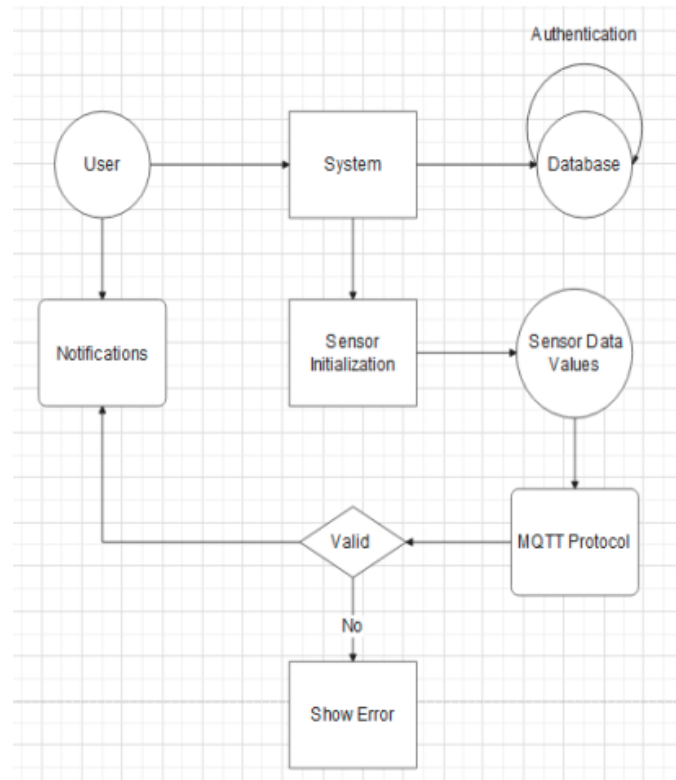 Authentication
User
System
Database
Notifications
Sensor
Initialization
Sensor Data
Values
Valid
MQTT Protocol
No
Show Error